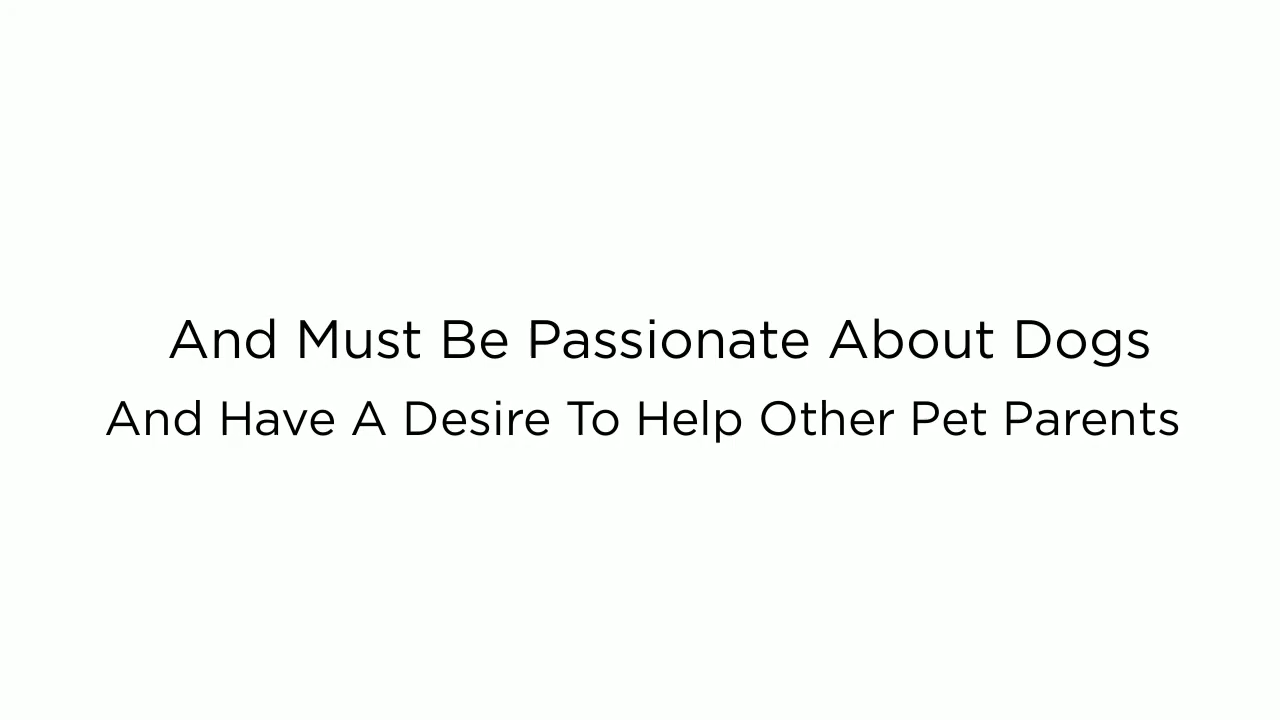 And Must Be Passionate About Dogs
And Have A Desire To Help Other Pet Parents